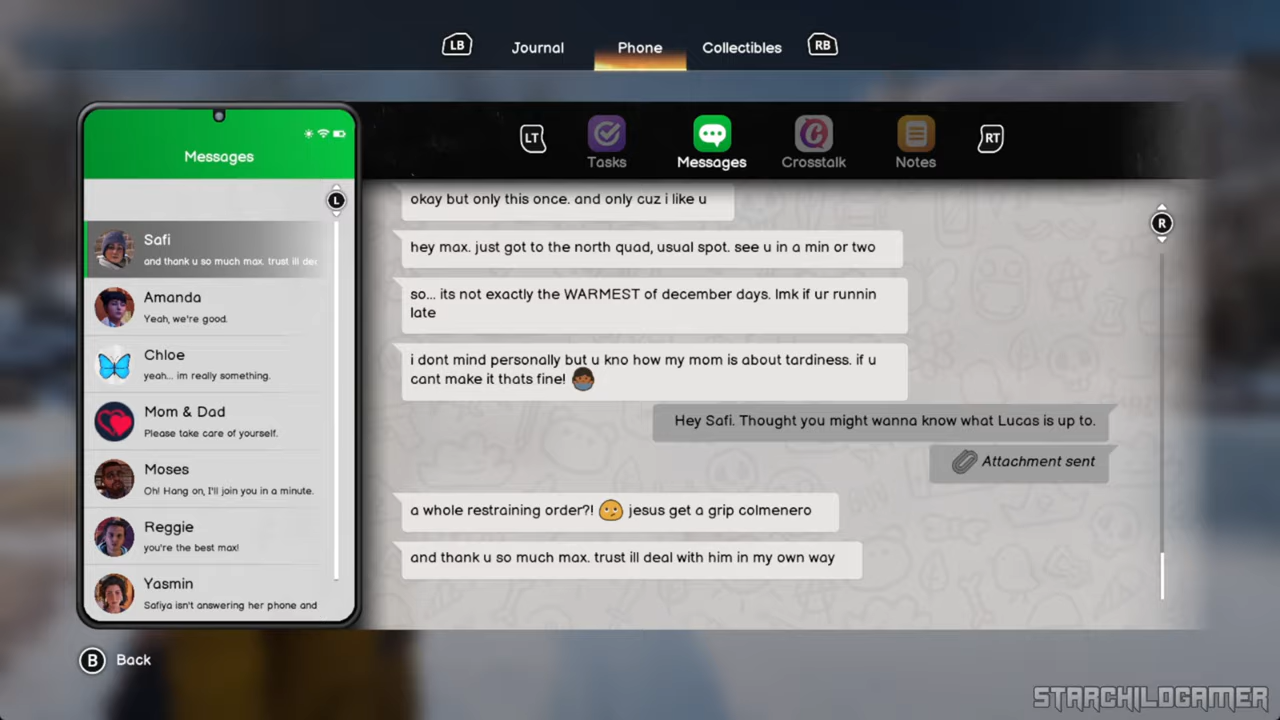 LB
Journal
Phone
Collectibles
RB
Messages
LT
Tasks
Messages
Crosstalk
Notes
RT
L
R
Safi
and thank u so much max. trust ill dea
Amanda
Yeah, we're good.
Chloe
yeah... im really something.
Mom & Dad
Please take care of yourself.
Moses
Oh! Hang on, I'll join you in a minute.
Reggie
you're the best max!
Yasmin
Safiya isn't answering her phone and
okay but only this once. and only cuz i like u
hey max. just got to the north quad, usual spot. see u in a min or two
so... its not exactly the WARMEST of december days. lmk if ur runnin
late
i dont mind personally but u kno how my mom is about tardiness. if u
cant make it thats fine!
Hey Safi. Thought you might wanna know what Lucas is up to.
Attachment sent
a whole restraining order?! jesus get a grip colmenero
and thank u so much max. trust ill deal with him in my own way
B
Back
STARCHILDGAMER